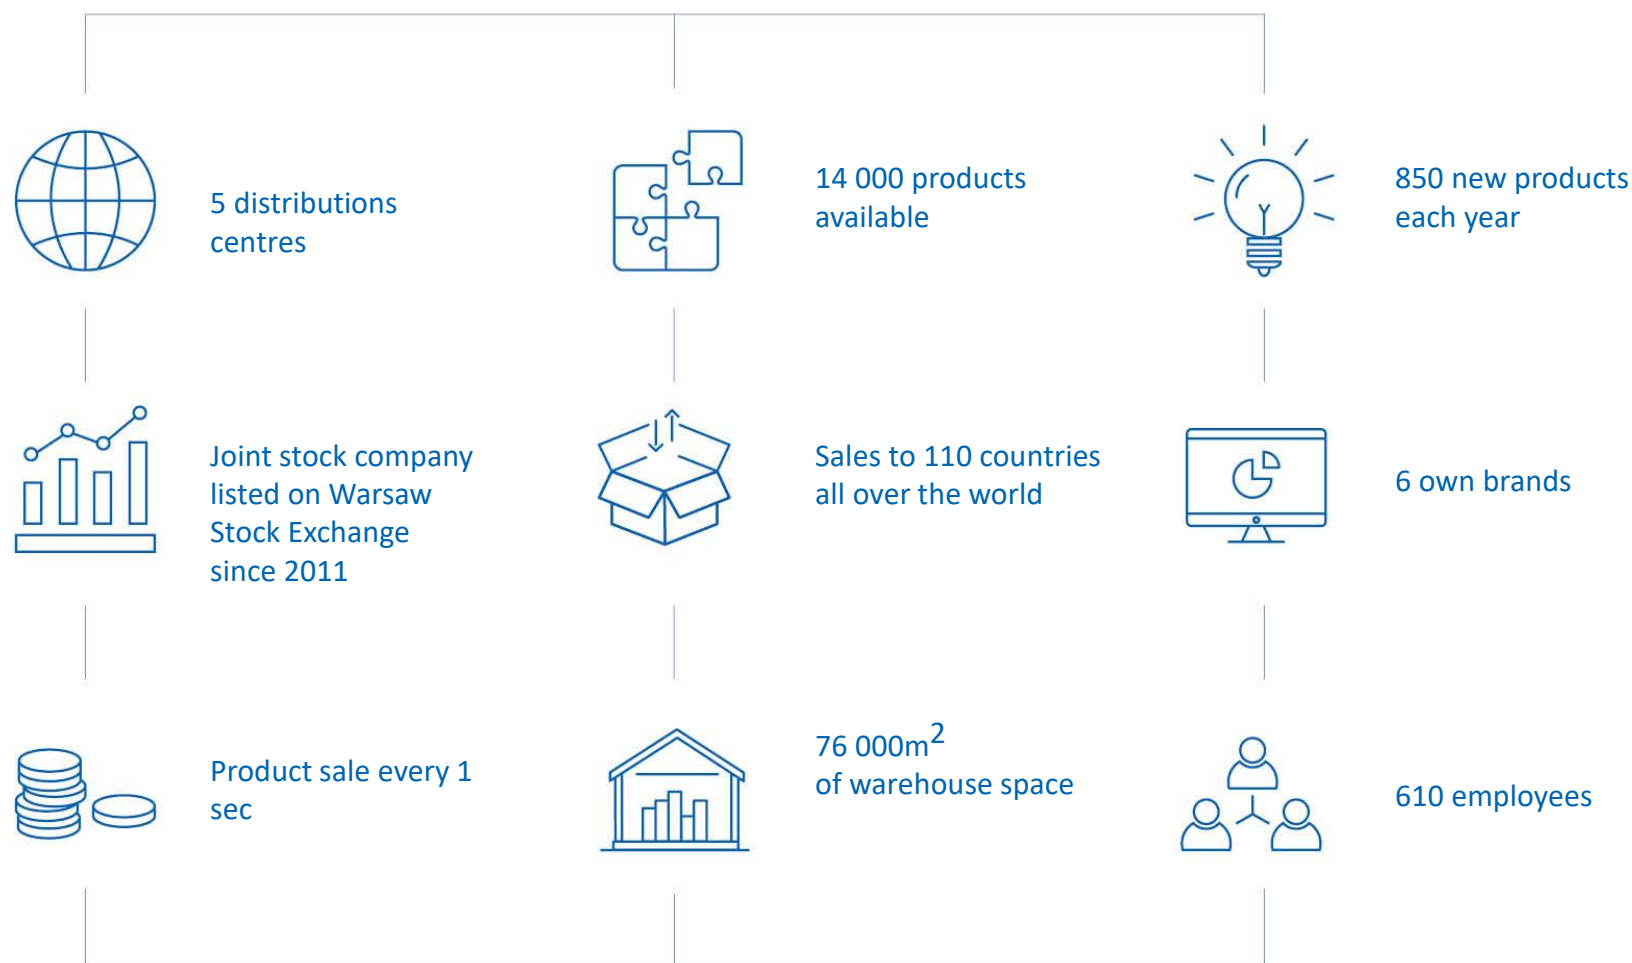 5 distributions
centres
14 000 products
available
850 new products
each year
Joint stock company
listed on Warsaw
Stock Exchange
since 2011
Sales to 110 countries
all over the world
6 own brands
Product sale every 1
sec
76 000m²
of warehouse space
610 employees